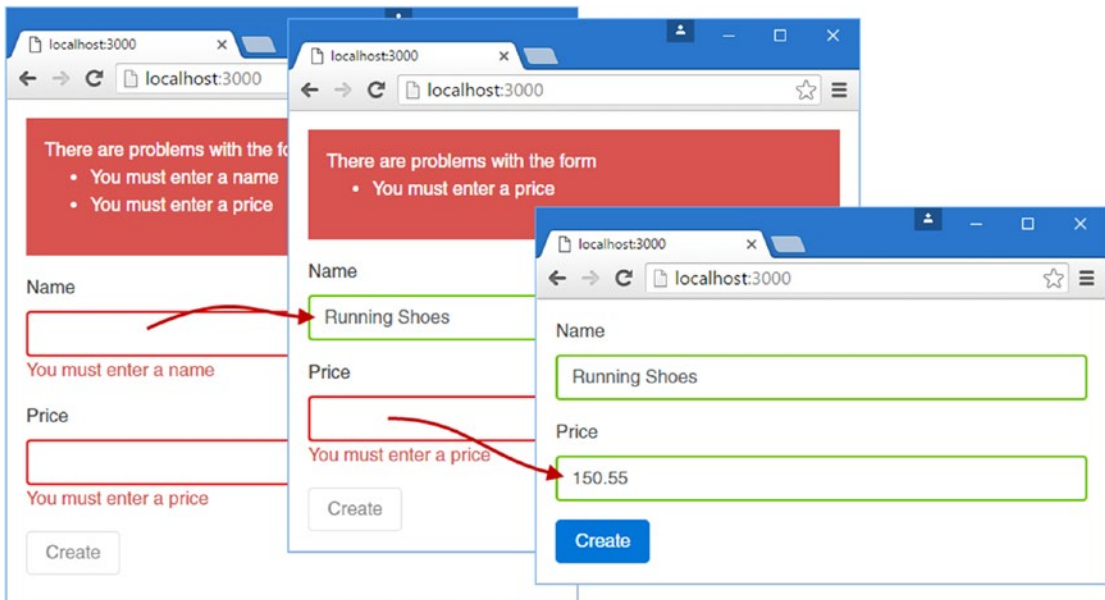 localhost:3000
localhost:3000
There are problems with the fo
• You must enter a name
• You must enter a price
Name
You must enter a name
Price
You must enter a price
Create
localhost:3000
localhost:3000
There are problems with the form
• You must enter a price
Name
Running Shoes
Price
You must enter a price
Create
localhost:3000
localhost:3000
Name
Running Shoes
Price
150.55
Create